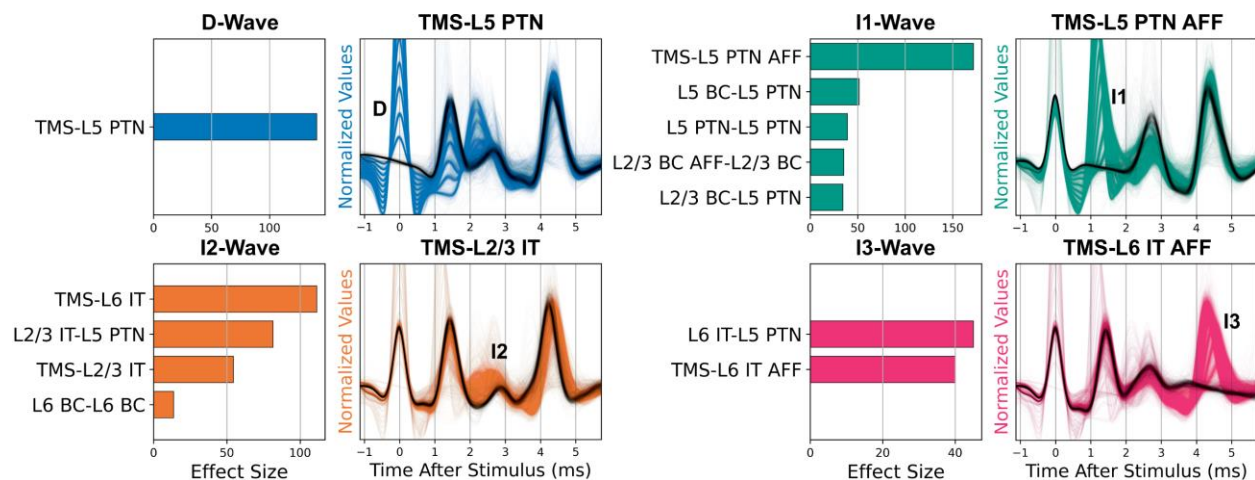 D-Wave
TMS-L5 PTN
TMS-L5 PTN
0 50 100
Normalized Values
D
−1 0 1 2 3 4 5
I1-Wave
TMS-L5 PTN AFF
TMS-L5 PTN AFF
L5 BC-L5 PTN
L5 PTN-L5 PTN
L2/3 BC AFF-L2/3 BC
L2/3 BC-L5 PTN
0 50 100 150
Normalized Values
I1
−1 0 1 2 3 4 5
I2-Wave
TMS-L2/3 IT
TMS-L6 IT
L2/3 IT-L5 PTN
TMS-L2/3 IT
L6 BC-L6 BC
0 50 100
Effect Size
Normalized Values
I2
−1 0 1 2 3 4 5
Time After Stimulus (ms)
I3-Wave
TMS-L6 IT AFF
L6 IT-L5 PTN
TMS-L6 IT AFF
0 20 40
Effect Size
Normalized Values
I3
−1 0 1 2 3 4 5
Time After Stimulus (ms)